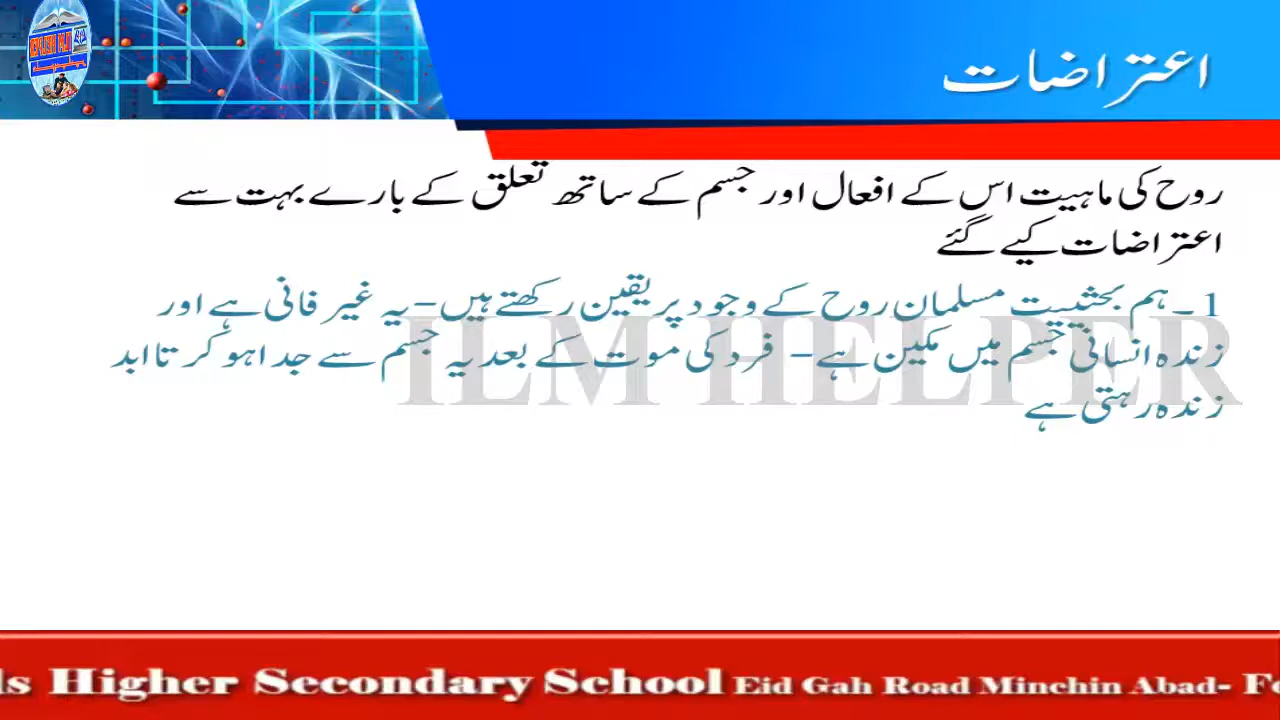 اعتراضات
روح کی ماہیت اس کے افعال اور جسم کے ساتھ تعلق کے بارے بہت سے
اعتراضات کیے گئے
1۔ ہم بحثییت مسلمان روح کے وجود پر یقین رکھتے ہیں- یہ غیر فانی ہے اور
زندہ انسانی جسم میں مکین ہے- فرد کی موت کے بعد یہ جسم سے جدا ہو کر تا ابد
زندہ رہتی ہے
ILM HELPER
ls Higher Secondary School Eid Gah Road Minchin Abad- Fo